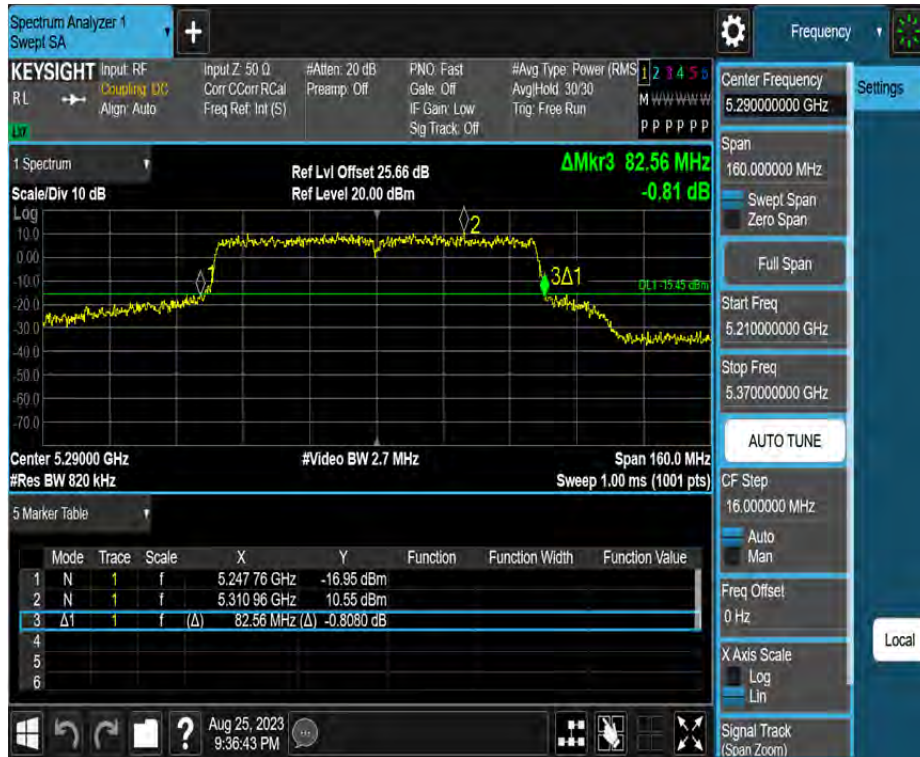 Spectrum Analyzer 1
Swept SA
Frequency
KEYSIGHT
RL
Input: RF
Coupling: DC
Align: Auto
Input Z: 50 Ω
Corr CCorr RCal
Freq Ref: Int (S)
#Atten: 20 dB
Preamp: Off
PNO: Fast
Gate: Off
IF Gain: Low
Sig Track: Off
#Avg Type: Power (RMS
Avg|Hold: 30/30
Trig: Free Run
1 2 3 4 5 6
M W W W W W
P P P P P P
1 Spectrum
Scale/Div 10 dB
Ref Lvl Offset 25.66 dB
Ref Level 20.00 dBm
ΔMkr3 82.56 MHz
-0.81 dB
Log
10.0
0.00
-10.0
-20.0
-30.0
-40.0
-50.0
-60.0
-70.0
1
2
3Δ1
DL1 -15.45 dBm
Center 5.29000 GHz
#Res BW 820 kHz
#Video BW 2.7 MHz
Span 160.0 MHz
Sweep 1.00 ms (1001 pts)
5 Marker Table
Mode Trace Scale X Y Function Function Width Function Value
1 N 1 f 5.247 76 GHz -16.95 dBm
2 N 1 f 5.310 96 GHz 10.55 dBm
3 Δ1 1 f (Δ) 82.56 MHz (Δ) -0.8080 dB
4
5
6
Aug 25, 2023
9:36:43 PM
Center Frequency
5.290000000 GHz
Span
160.000000 MHz
Swept Span
Zero Span
Full Span
Start Freq
5.210000000 GHz
Stop Freq
5.370000000 GHz
AUTO TUNE
CF Step
16.000000 MHz
Auto
Man
Freq Offset
0 Hz
X Axis Scale
Log
Lin
Signal Track
(Span Zoom)
Settings
Local